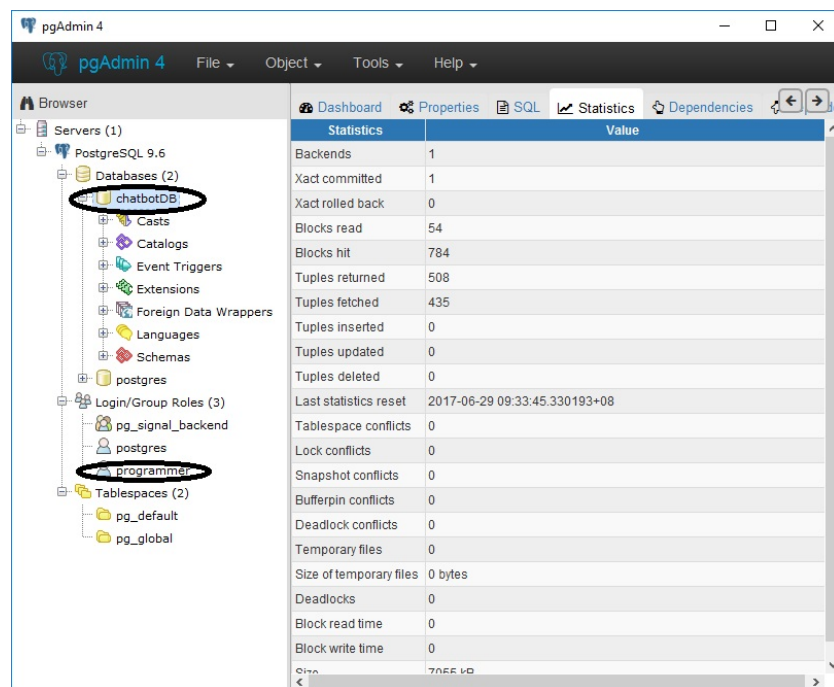 pgAdmin 4
pgAdmin 4 File Object Tools Help
Browser
Servers (1)
PostgreSQL 9.6
Databases (2)
chatbotDB
Casts
Catalogs
Event Triggers
Extensions
Foreign Data Wrappers
Languages
Schemas
postgres
Login/Group Roles (3)
pg_signal_backend
postgres
programmer
Tablespaces (2)
pg_default
pg_global
Dashboard Properties SQL Statistics Dependencies
Statistics Value
Backends 1
Xact committed 1
Xact rolled back 0
Blocks read 54
Blocks hit 784
Tuples returned 508
Tuples fetched 435
Tuples inserted 0
Tuples updated 0
Tuples deleted 0
Last statistics reset 2017-06-29 09:33:45.330193+08
Tablespace conflicts 0
Lock conflicts 0
Snapshot conflicts 0
Bufferpin conflicts 0
Deadlock conflicts 0
Temporary files 0
Size of temporary files 0 bytes
Deadlocks 0
Block read time 0
Block write time 0
Size 7055 kB